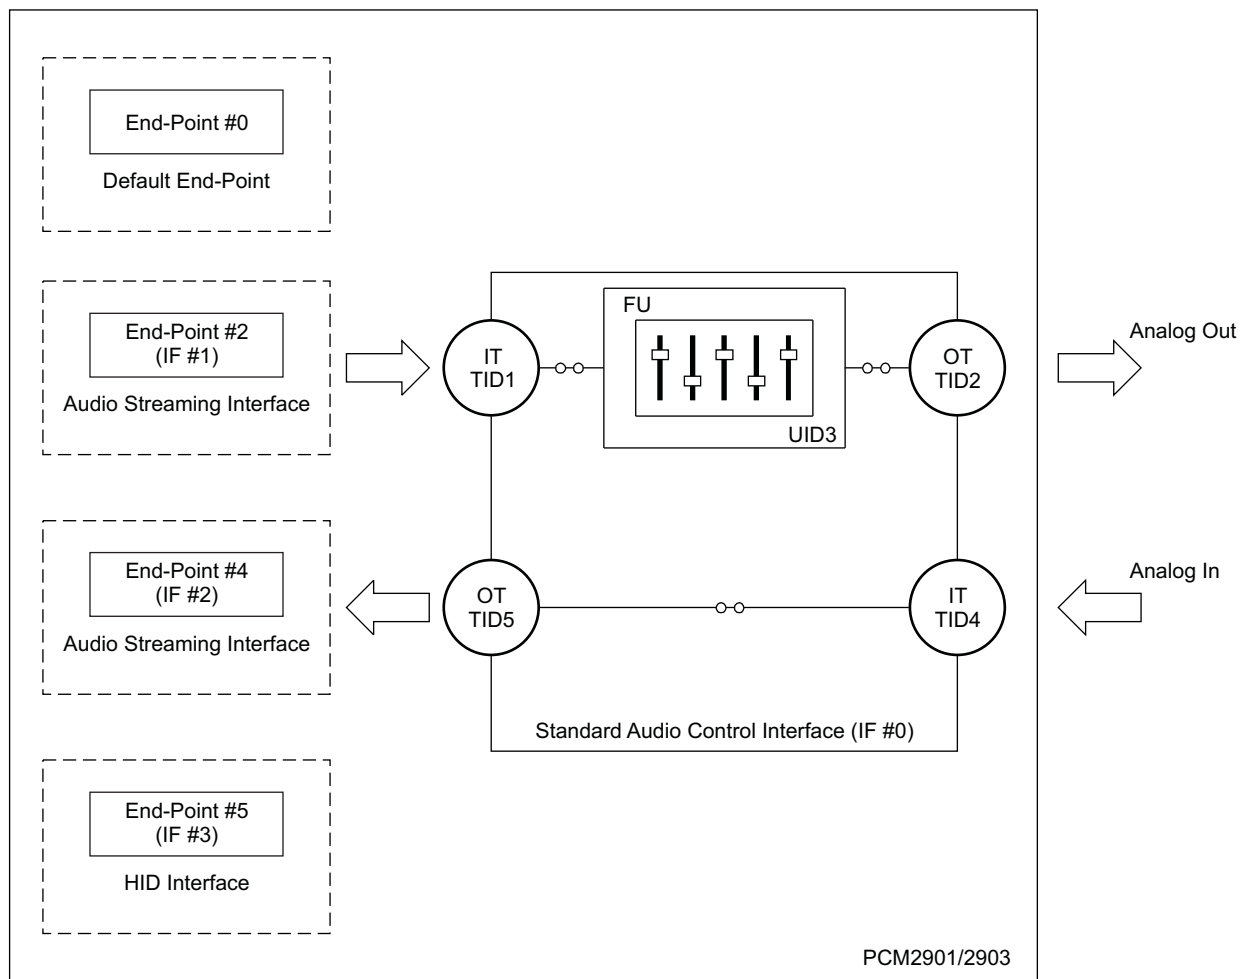 End-Point #0
Default End-Point
End-Point #2
(IF #1)
Audio Streaming Interface
IT
TID1
FU
UID3
OT
TID2
Analog Out
End-Point #4
(IF #2)
Audio Streaming Interface
OT
TID5
IT
TID4
Analog In
Standard Audio Control Interface (IF #0)
End-Point #5
(IF #3)
HID Interface
PCM2901/2903